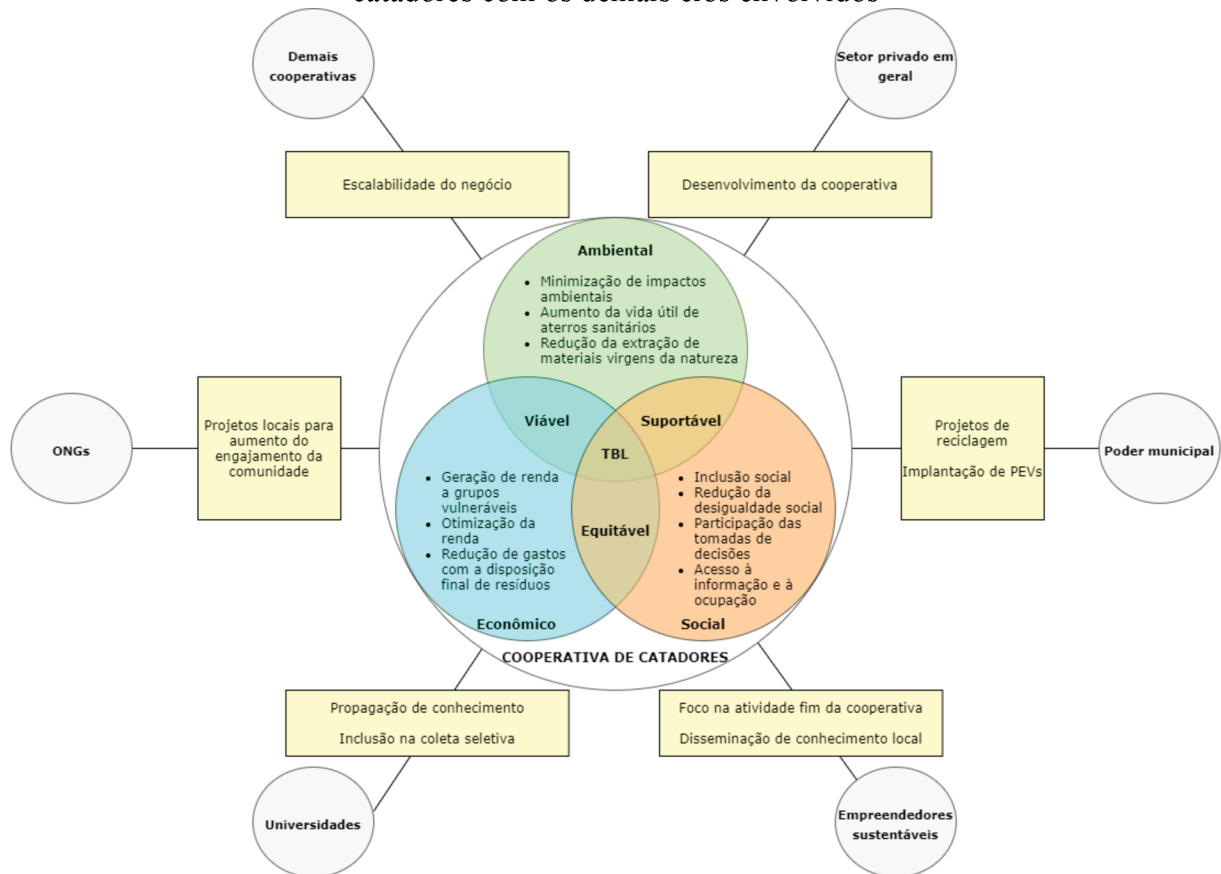 catadores com os demais elos envolvidos
Demais
cooperativas
Setor privado em
geral
Escalabilidade do negócio
Desenvolvimento da cooperativa
Ambiental
• Minimização de impactos
ambientais
• Aumento da vida útil de
aterros sanitários
• Redução da extração de
materiais virgens da natureza
ONGs
Projetos locais para
aumento do
engajamento da
comunidade
Viável
Suportável
TBL
Equitável
• Geração de renda
a grupos
vulneráveis
• Otimização da
renda
• Redução de gastos
com a disposição
final de resíduos
Econômico
• Inclusão social
• Redução da
desigualdade social
• Participação das
tomadas de
decisões
• Acesso à
informação e à
ocupação
Social
Projetos de
reciclagem
Implantação de PEVs
Poder municipal
COOPERATIVA DE CATADORES
Propagação de conhecimento
Inclusão na coleta seletiva
Foco na atividade fim da cooperativa
Disseminação de conhecimento local
Universidades
Empreendedores
sustentáveis